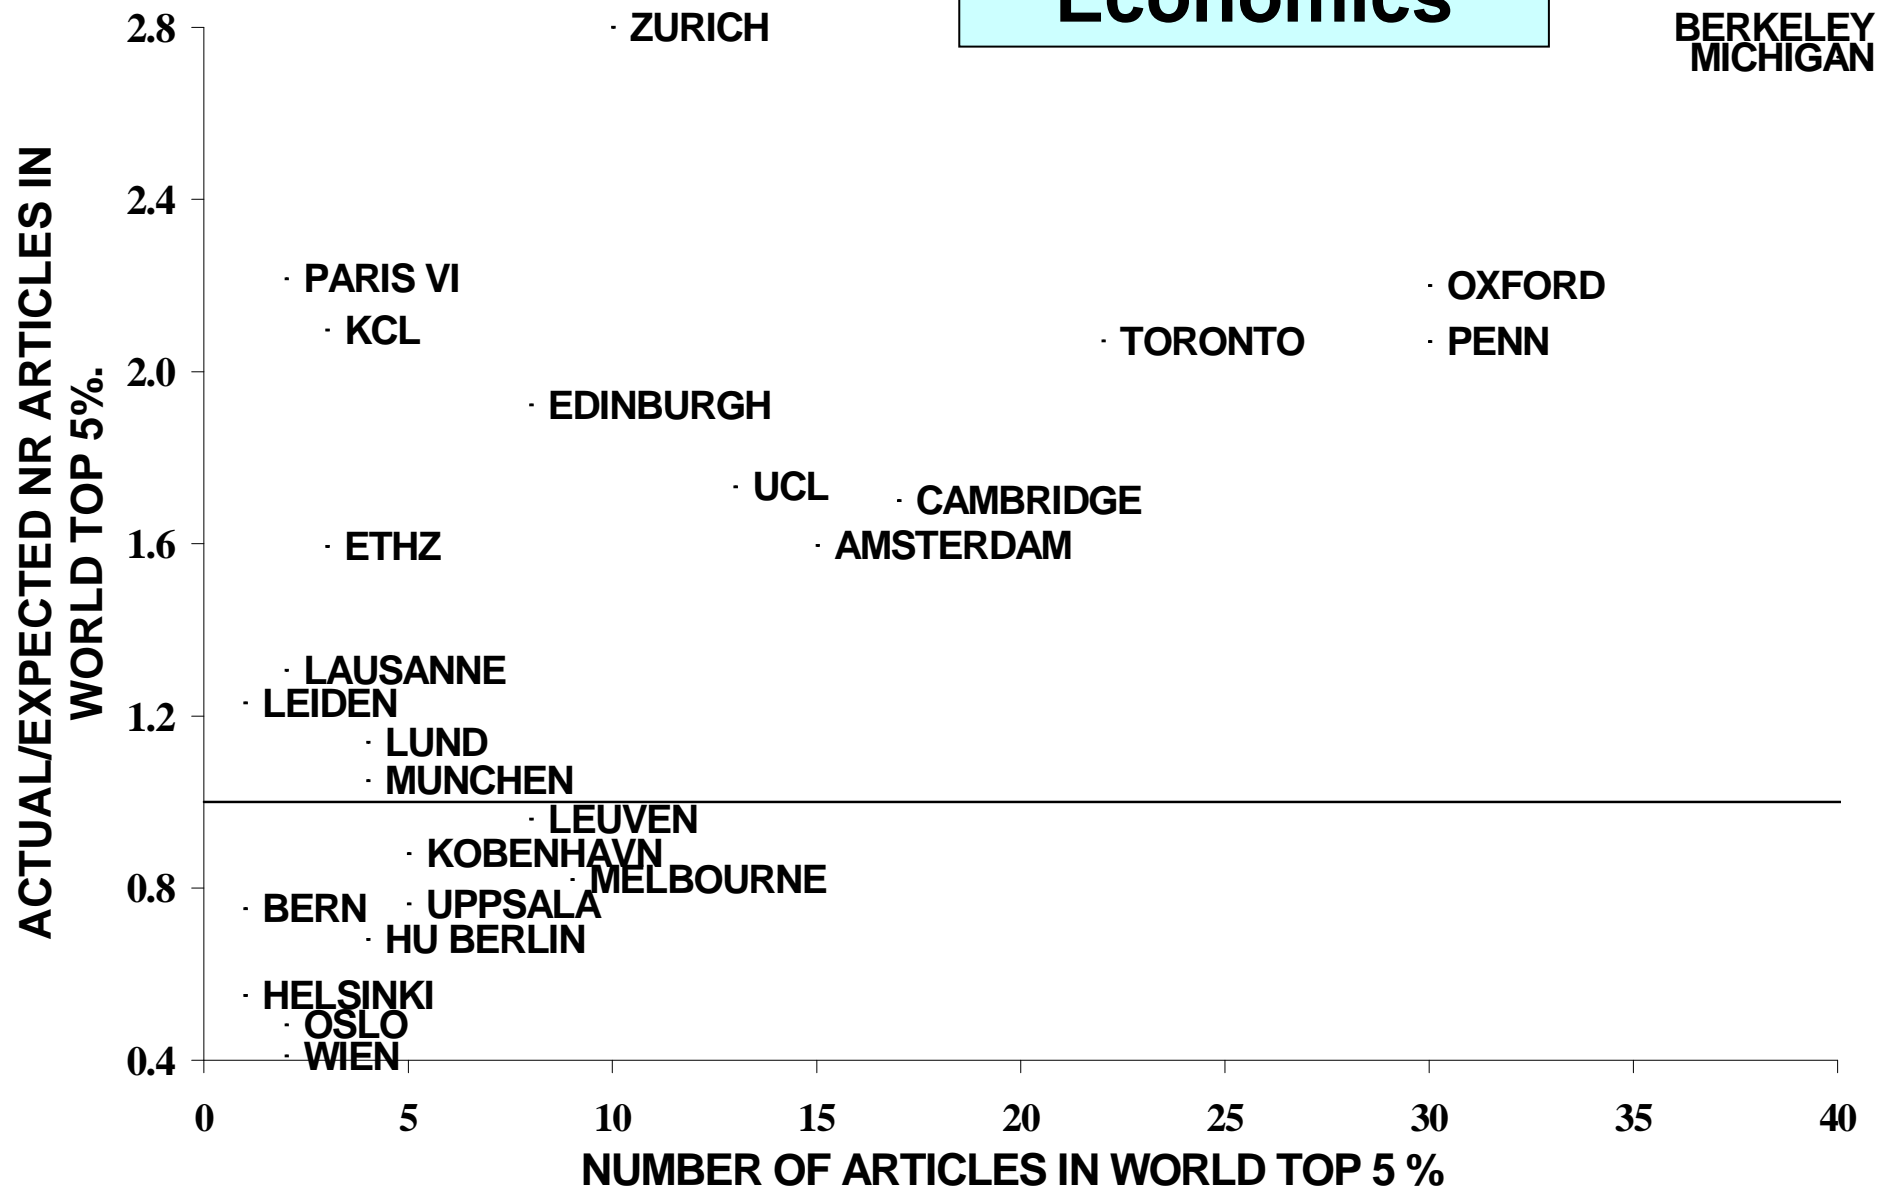 Economics
2.8
ZURICH
BERKELEY
MICHIGAN
2.4
PARIS VI
OXFORD
KCL
TORONTO
PENN
2.0
EDINBURGH
UCL
CAMBRIDGE
1.6
ETHZ
AMSTERDAM
LAUSANNE
LEIDEN
1.2
LUND
MUNCHEN
LEUVEN
KOBENHAVN
MELBOURNE
0.8
BERN
UPPSALA
HU BERLIN
HELSINKI
OSLO
WIEN
0.4
ACTUAL/EXPECTED NR ARTICLES IN
WORLD TOP 5%.
0 5 10 15 20 25 30 35 40
NUMBER OF ARTICLES IN WORLD TOP 5 %